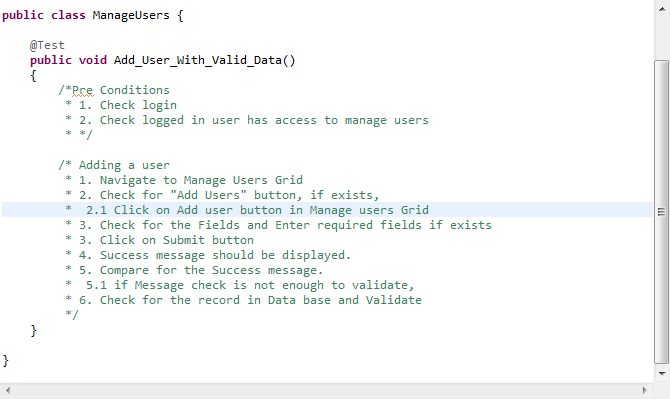 public class ManageUsers {
@Test
public void Add_User_With_Valid_Data()
{
/*Pre Conditions
* 1. Check login
* 2. Check logged in user has access to manage users
* */
/* Adding a user
* 1. Navigate to Manage Users Grid
* 2. Check for "Add Users" button, if exists,
*  2.1 Click on Add user button in Manage users Grid
* 3. Check for the Fields and Enter required fields if exists
* 3. Click on Submit button
* 4. Success message should be displayed.
* 5. Compare for the Success message.
*  5.1 if Message check is not enough to validate,
* 6. Check for the record in Data base and Validate
*/
}
}